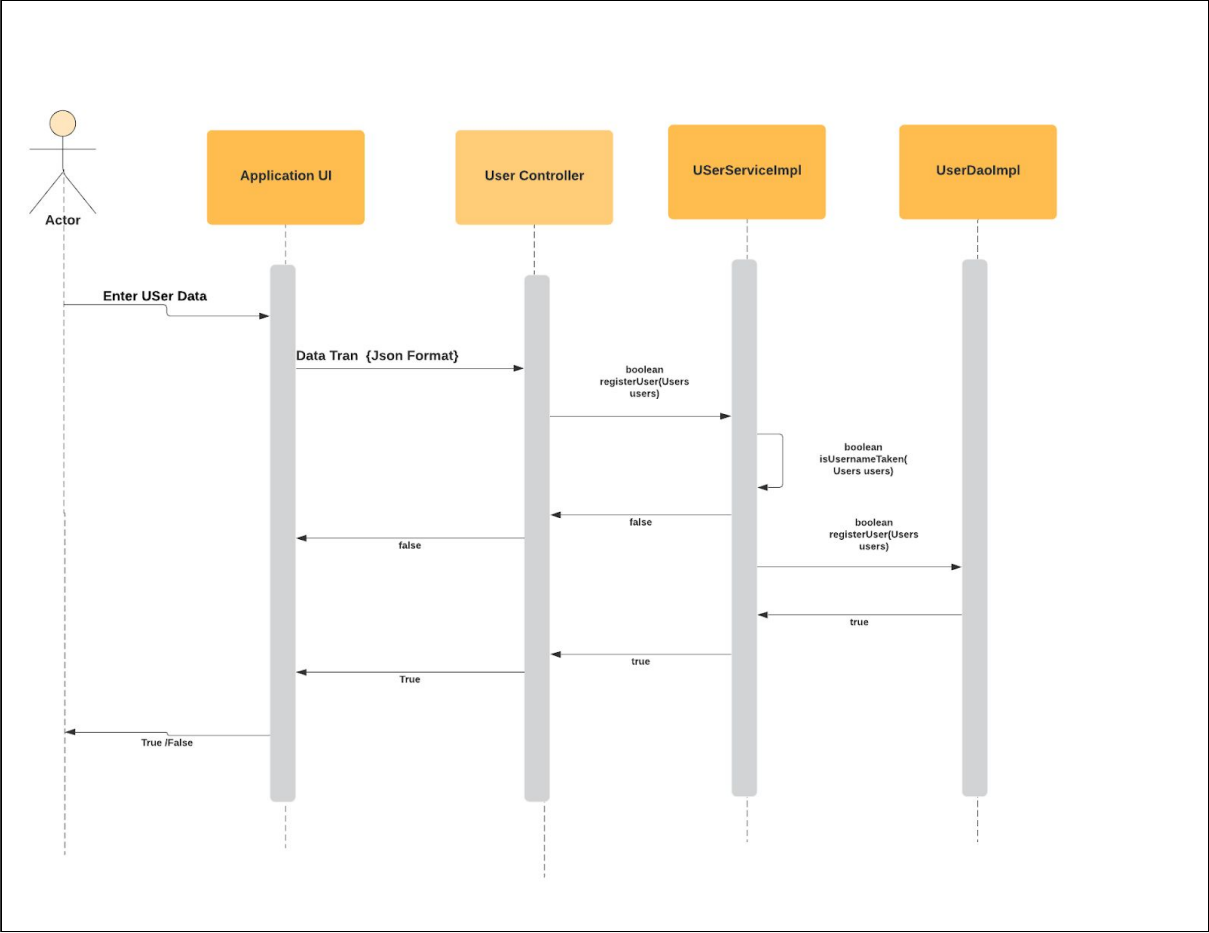 Application UI
User Controller
USerServiceImpl
UserDaoImpl
Actor
Enter USer Data
Data Tran  {Json Format}
boolean
registerUser(Users
users)
boolean
isUsernameTaken(
Users users)
false
false
boolean
registerUser(Users
users)
true
true
True
True /False